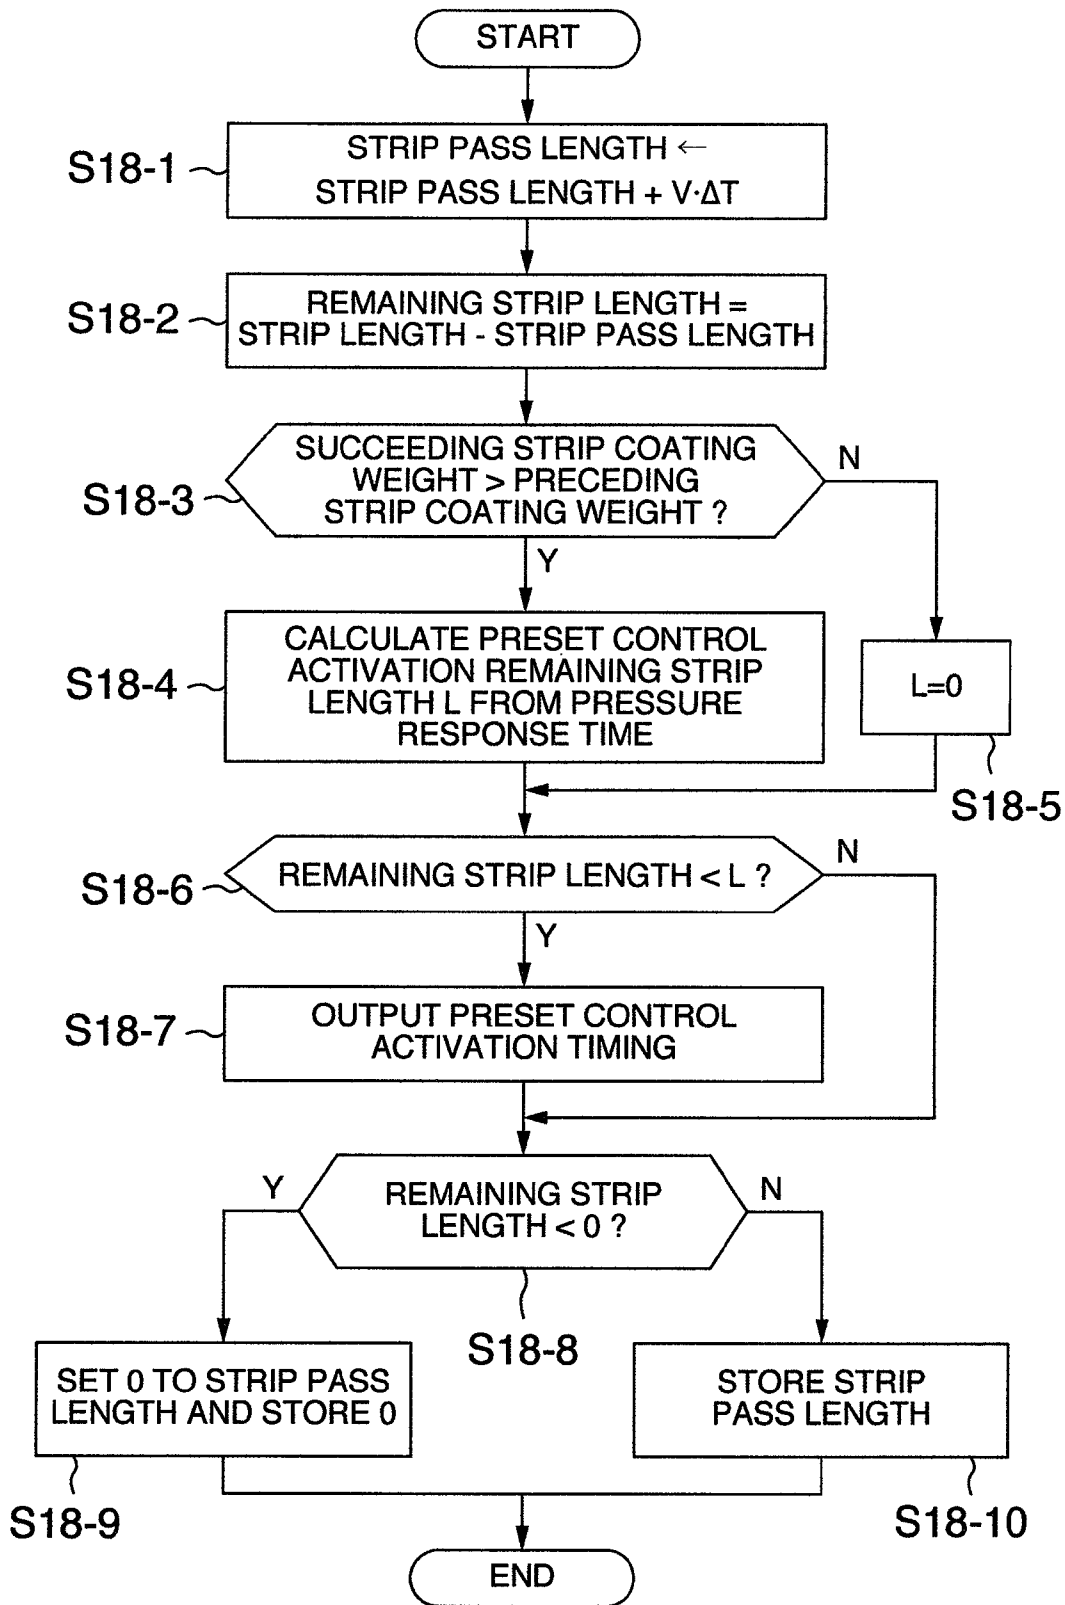 START
S18-1
STRIP PASS LENGTH ←
STRIP PASS LENGTH + V·ΔT
S18-2
REMAINING STRIP LENGTH =
STRIP LENGTH - STRIP PASS LENGTH
S18-3
SUCCEEDING STRIP COATING
WEIGHT > PRECEDING
STRIP COATING WEIGHT ?
N
Y
S18-4
CALCULATE PRESET CONTROL
ACTIVATION REMAINING STRIP
LENGTH L FROM PRESSURE
RESPONSE TIME
L=0
S18-5
S18-6
REMAINING STRIP LENGTH < L ?
N
Y
S18-7
OUTPUT PRESET CONTROL
ACTIVATION TIMING
Y
REMAINING STRIP
LENGTH < 0 ?
N
S18-8
SET 0 TO STRIP PASS
LENGTH AND STORE 0
S18-9
STORE STRIP
PASS LENGTH
S18-10
END